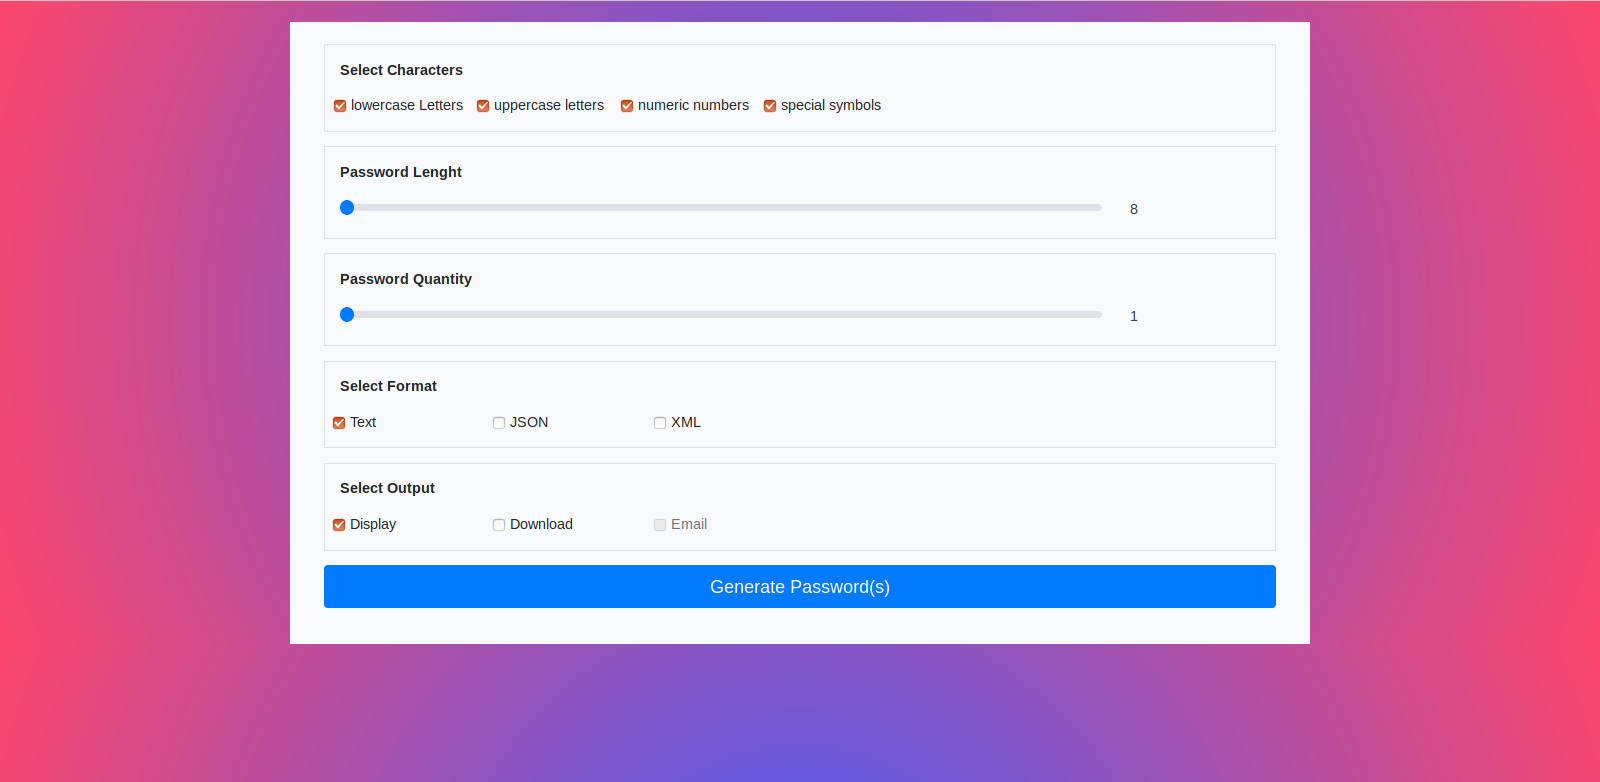 Select Characters
lowercase Letters uppercase letters numeric numbers special symbols
Password Lenght
8
Password Quantity
1
Select Format
Text JSON XML
Select Output
Display Download Email
Generate Password(s)